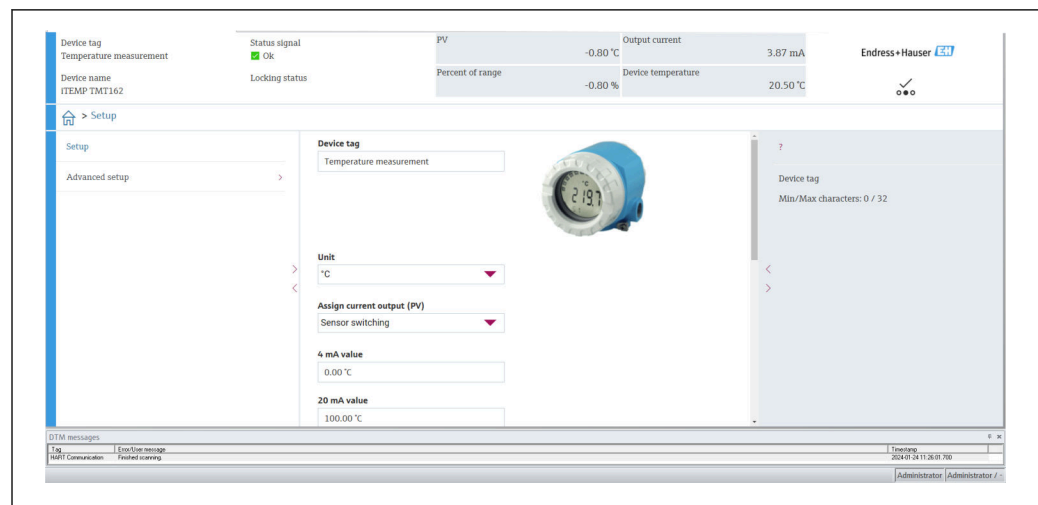 Device tag
Temperature measurement
Status signal
Ok
PV
-0.80 °C
Output current
3.87 mA
Endress+Hauser EH
Device name
iTEMP TMT162
Locking status
Percent of range
-0.80 %
Device temperature
20.50 °C
> Setup
Setup
Advanced setup >
Device tag
Temperature measurement
219.7
Unit
°C
Assign current output (PV)
Sensor switching
4 mA value
0.00 °C
20 mA value
100.00 °C
?
Device tag
Min/Max characters: 0 / 32
DTM messages
Tag Error/User message Timestamp
HART Communication Finished scanning. 2024-01-24 11:26:01.700
Administrator Administrator / -